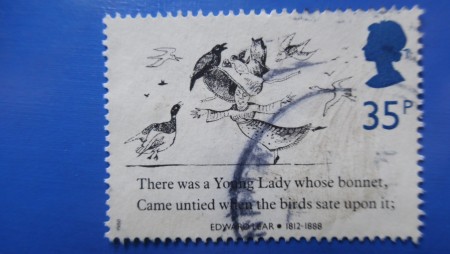 35P
There was a Young Lady whose bonnet,
Came untied when the birds sate upon it;
EDWARD LEAR • 1812-1888